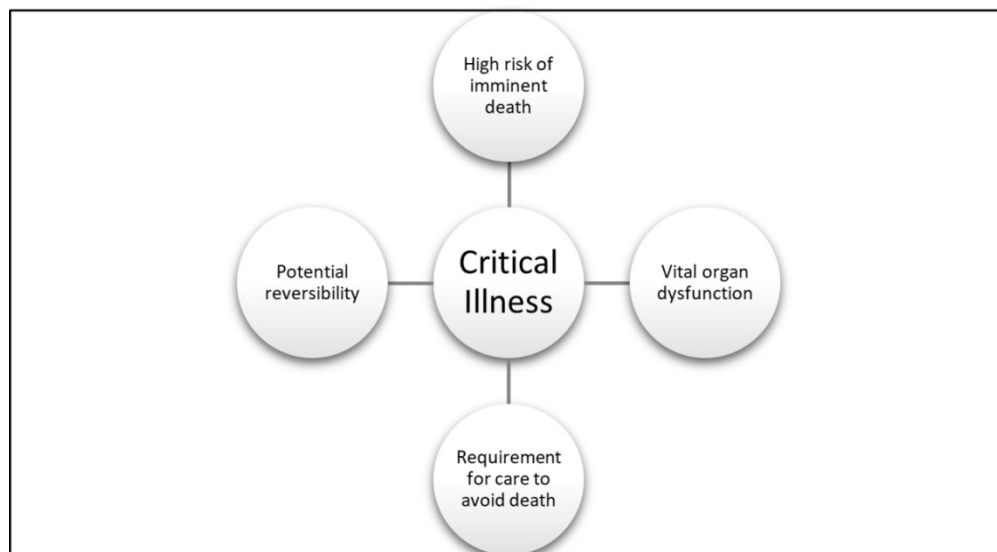 High risk of
imminent
death
Potential
reversibility
Critical
Illness
Vital organ
dysfunction
Requirement
for care to
avoid death